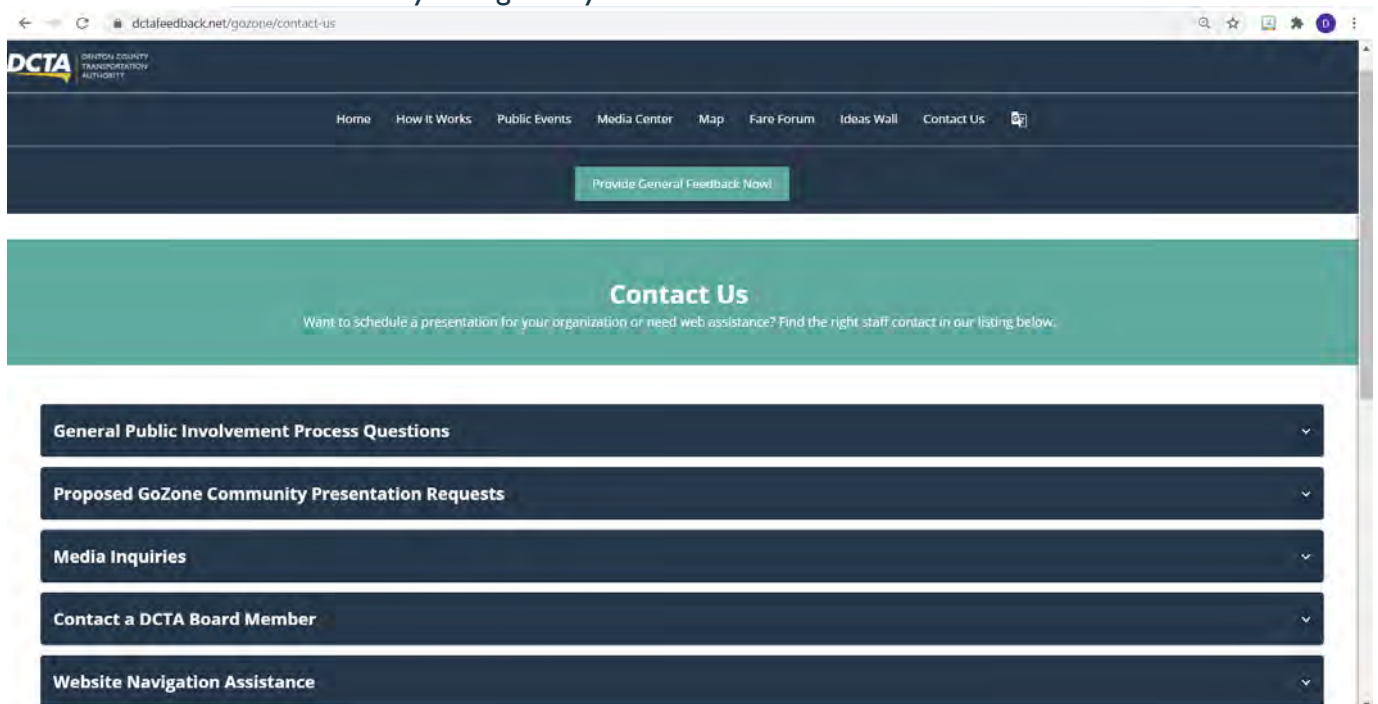 dctafeedback.net/gozone/contact-us
D
DCTA DENTON COUNTY
TRANSPORTATION
AUTHORITY
Home How It Works Public Events Media Center Map Fare Forum Ideas Wall Contact Us
Provide General Feedback Now!
Contact Us
Want to schedule a presentation for your organization or need web assistance? Find the right staff contact in our listing below.
General Public Involvement Process Questions
Proposed GoZone Community Presentation Requests
Media Inquiries
Contact a DCTA Board Member
Website Navigation Assistance